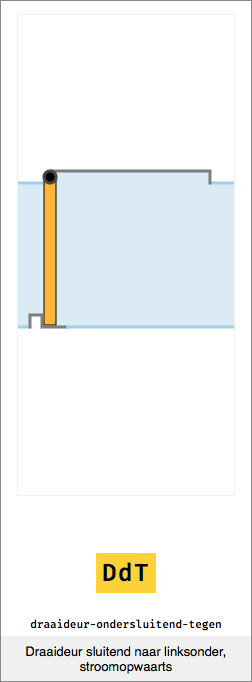 DdT
draaideur-ondersluitend-tegen
Draaideur sluitend naar linksonder,
stroomopwaarts